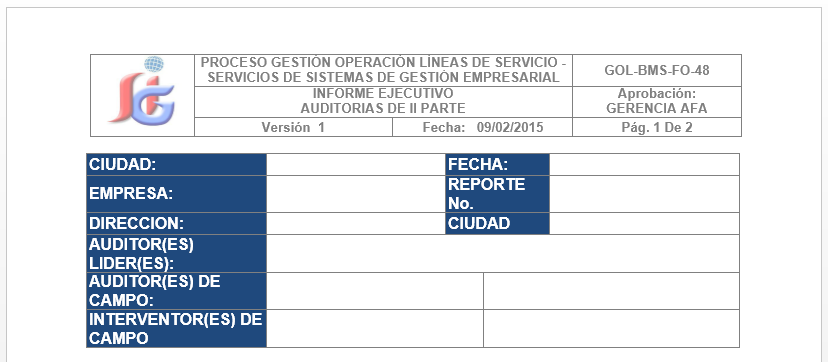 PROCESO GESTIÓN OPERACIÓN LÍNEAS DE SERVICIO -
SERVICIOS DE SISTEMAS DE GESTIÓN EMPRESARIAL
GOL-BMS-FO-48
INFORME EJECUTIVO
AUDITORIAS DE II PARTE
Aprobación:
GERENCIA AFA
Versión 1
Fecha: 09/02/2015
Pág. 1 De 2
CIUDAD:
FECHA:
EMPRESA:
REPORTE
No.
DIRECCION:
CIUDAD
AUDITOR(ES)
LIDER(ES):
AUDITOR(ES) DE
CAMPO:
INTERVENTOR(ES) DE
CAMPO